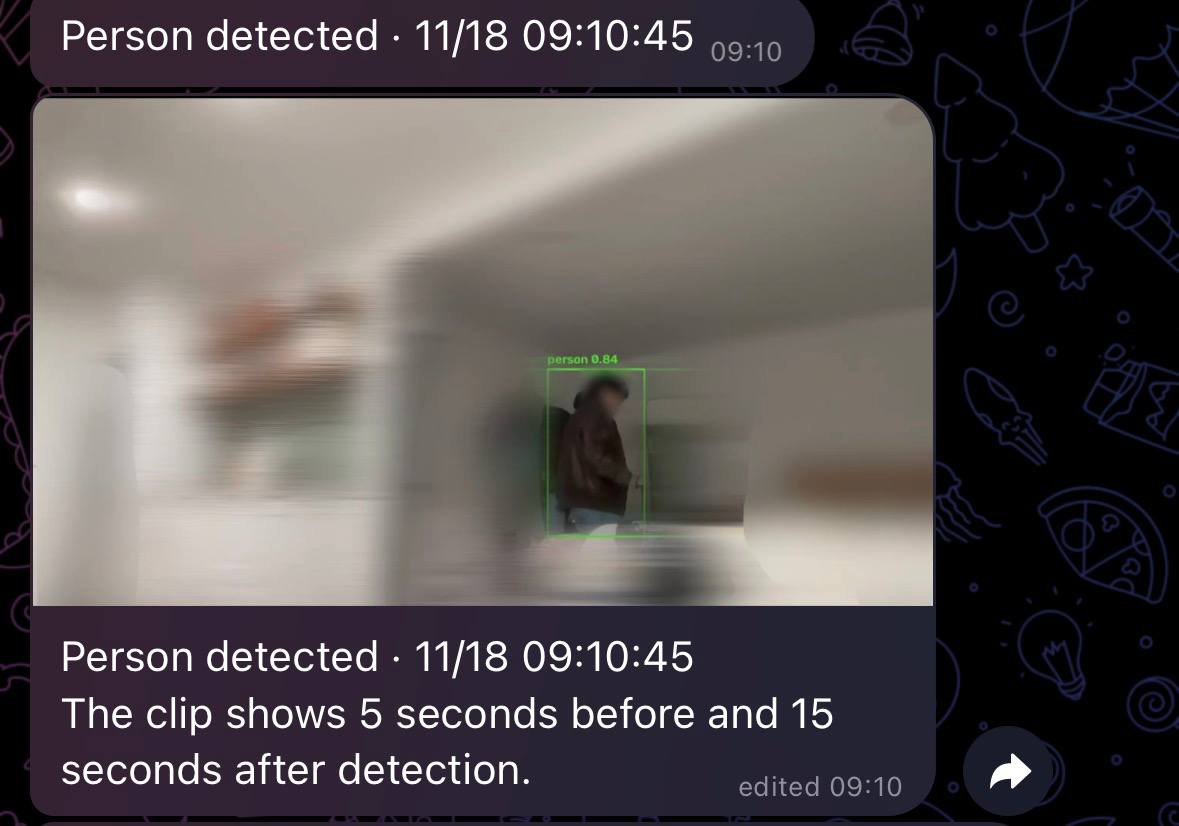 Person detected · 11/18 09:10:45
09:10
person 0.84
Person detected · 11/18 09:10:45
The clip shows 5 seconds before and 15
seconds after detection.
edited 09:10